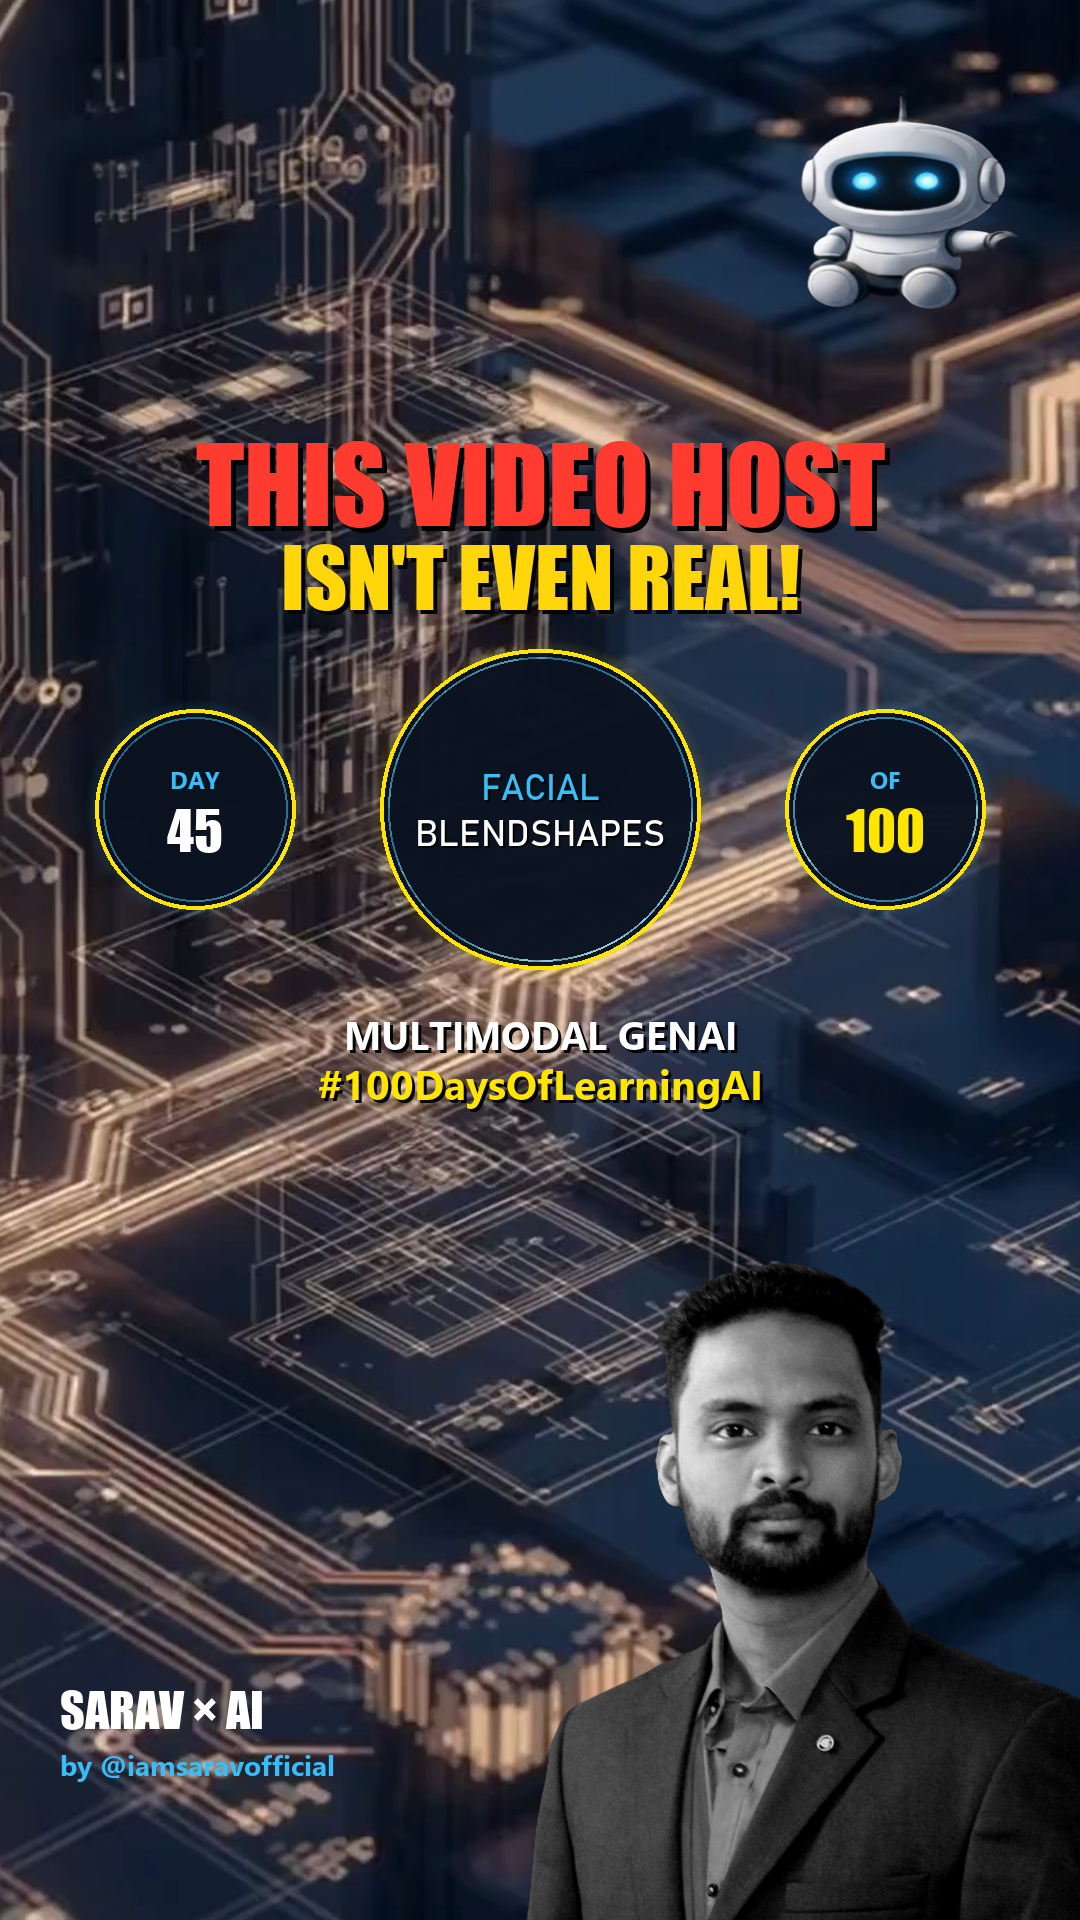 THIS VIDEO HOST
ISN'T EVEN REAL!
DAY
45
FACIAL
BLENDSHAPES
OF
100
MULTIMODAL GENAI
#100DaysOfLearningAI
SARAV × AI
by @iamsaravofficial